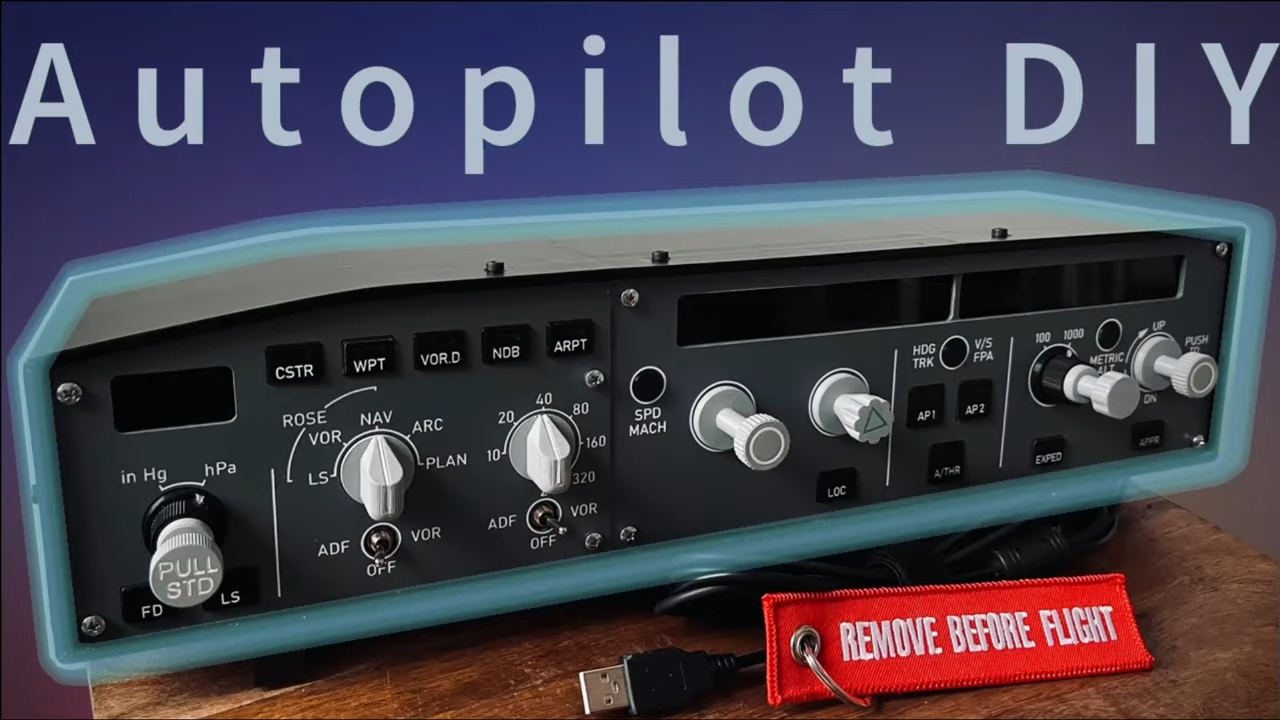 Autopilot DIY
CSTR
WPT
VOR.D
NDB
ARPT
in Hg
hPa
PULL
STD
FD
LS
ROSE
LS
VOR
NAV
ARC
PLAN
ADF
VOR
OFF
10
20
40
80
160
320
ADF
VOR
OFF
SPD
MACH
LOC
HDG
TRK
V/S
FPA
AP1
AP2
A/THR
100
1000
METRIC
ALT
EXPED
UP
DN
PUSH
APPR
REMOVE BEFORE FLIGHT